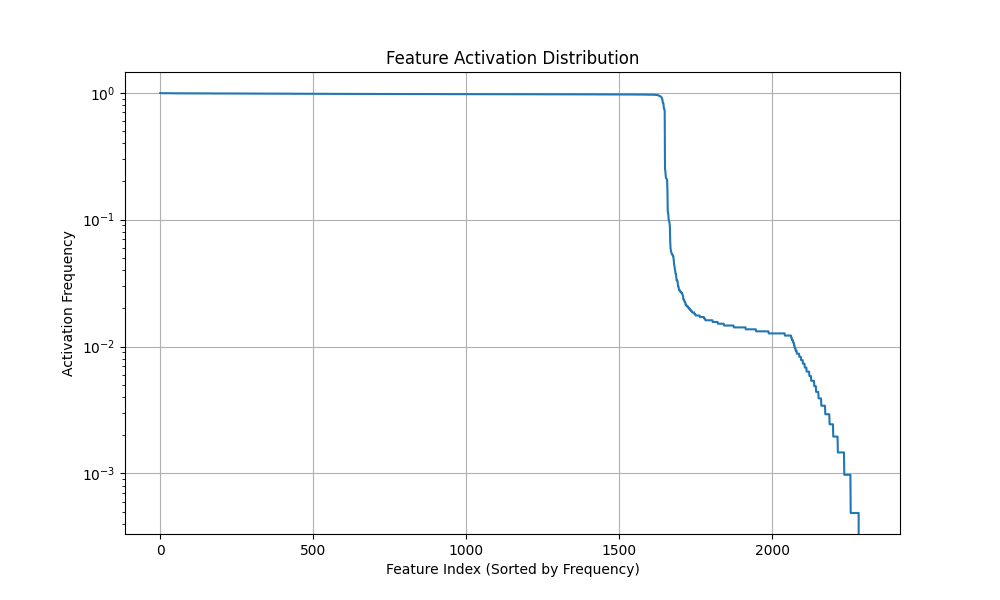 Feature Activation Distribution
Activation Frequency
10⁰
10⁻¹
10⁻²
10⁻³
0 500 1000 1500 2000
Feature Index (Sorted by Frequency)